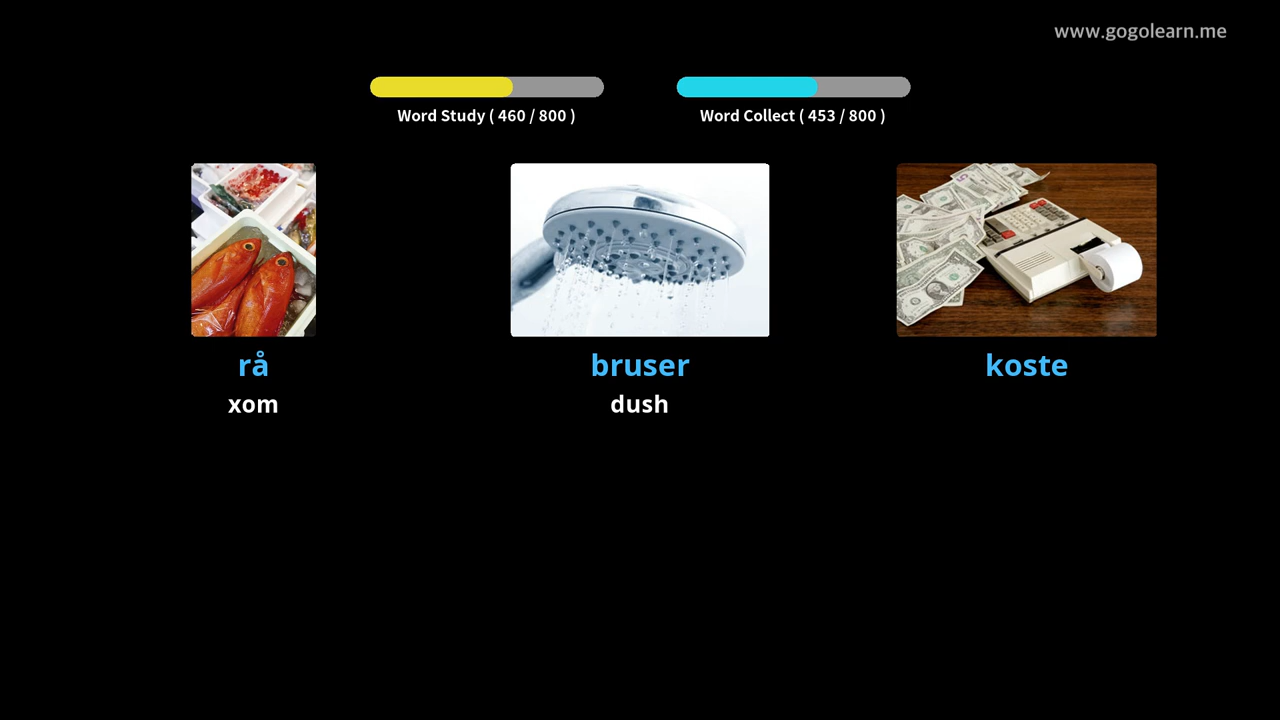 www.gogolearn.me
Word Study ( 460 / 800 )
Word Collect ( 453 / 800 )
rå
bruser
koste
xom
dush